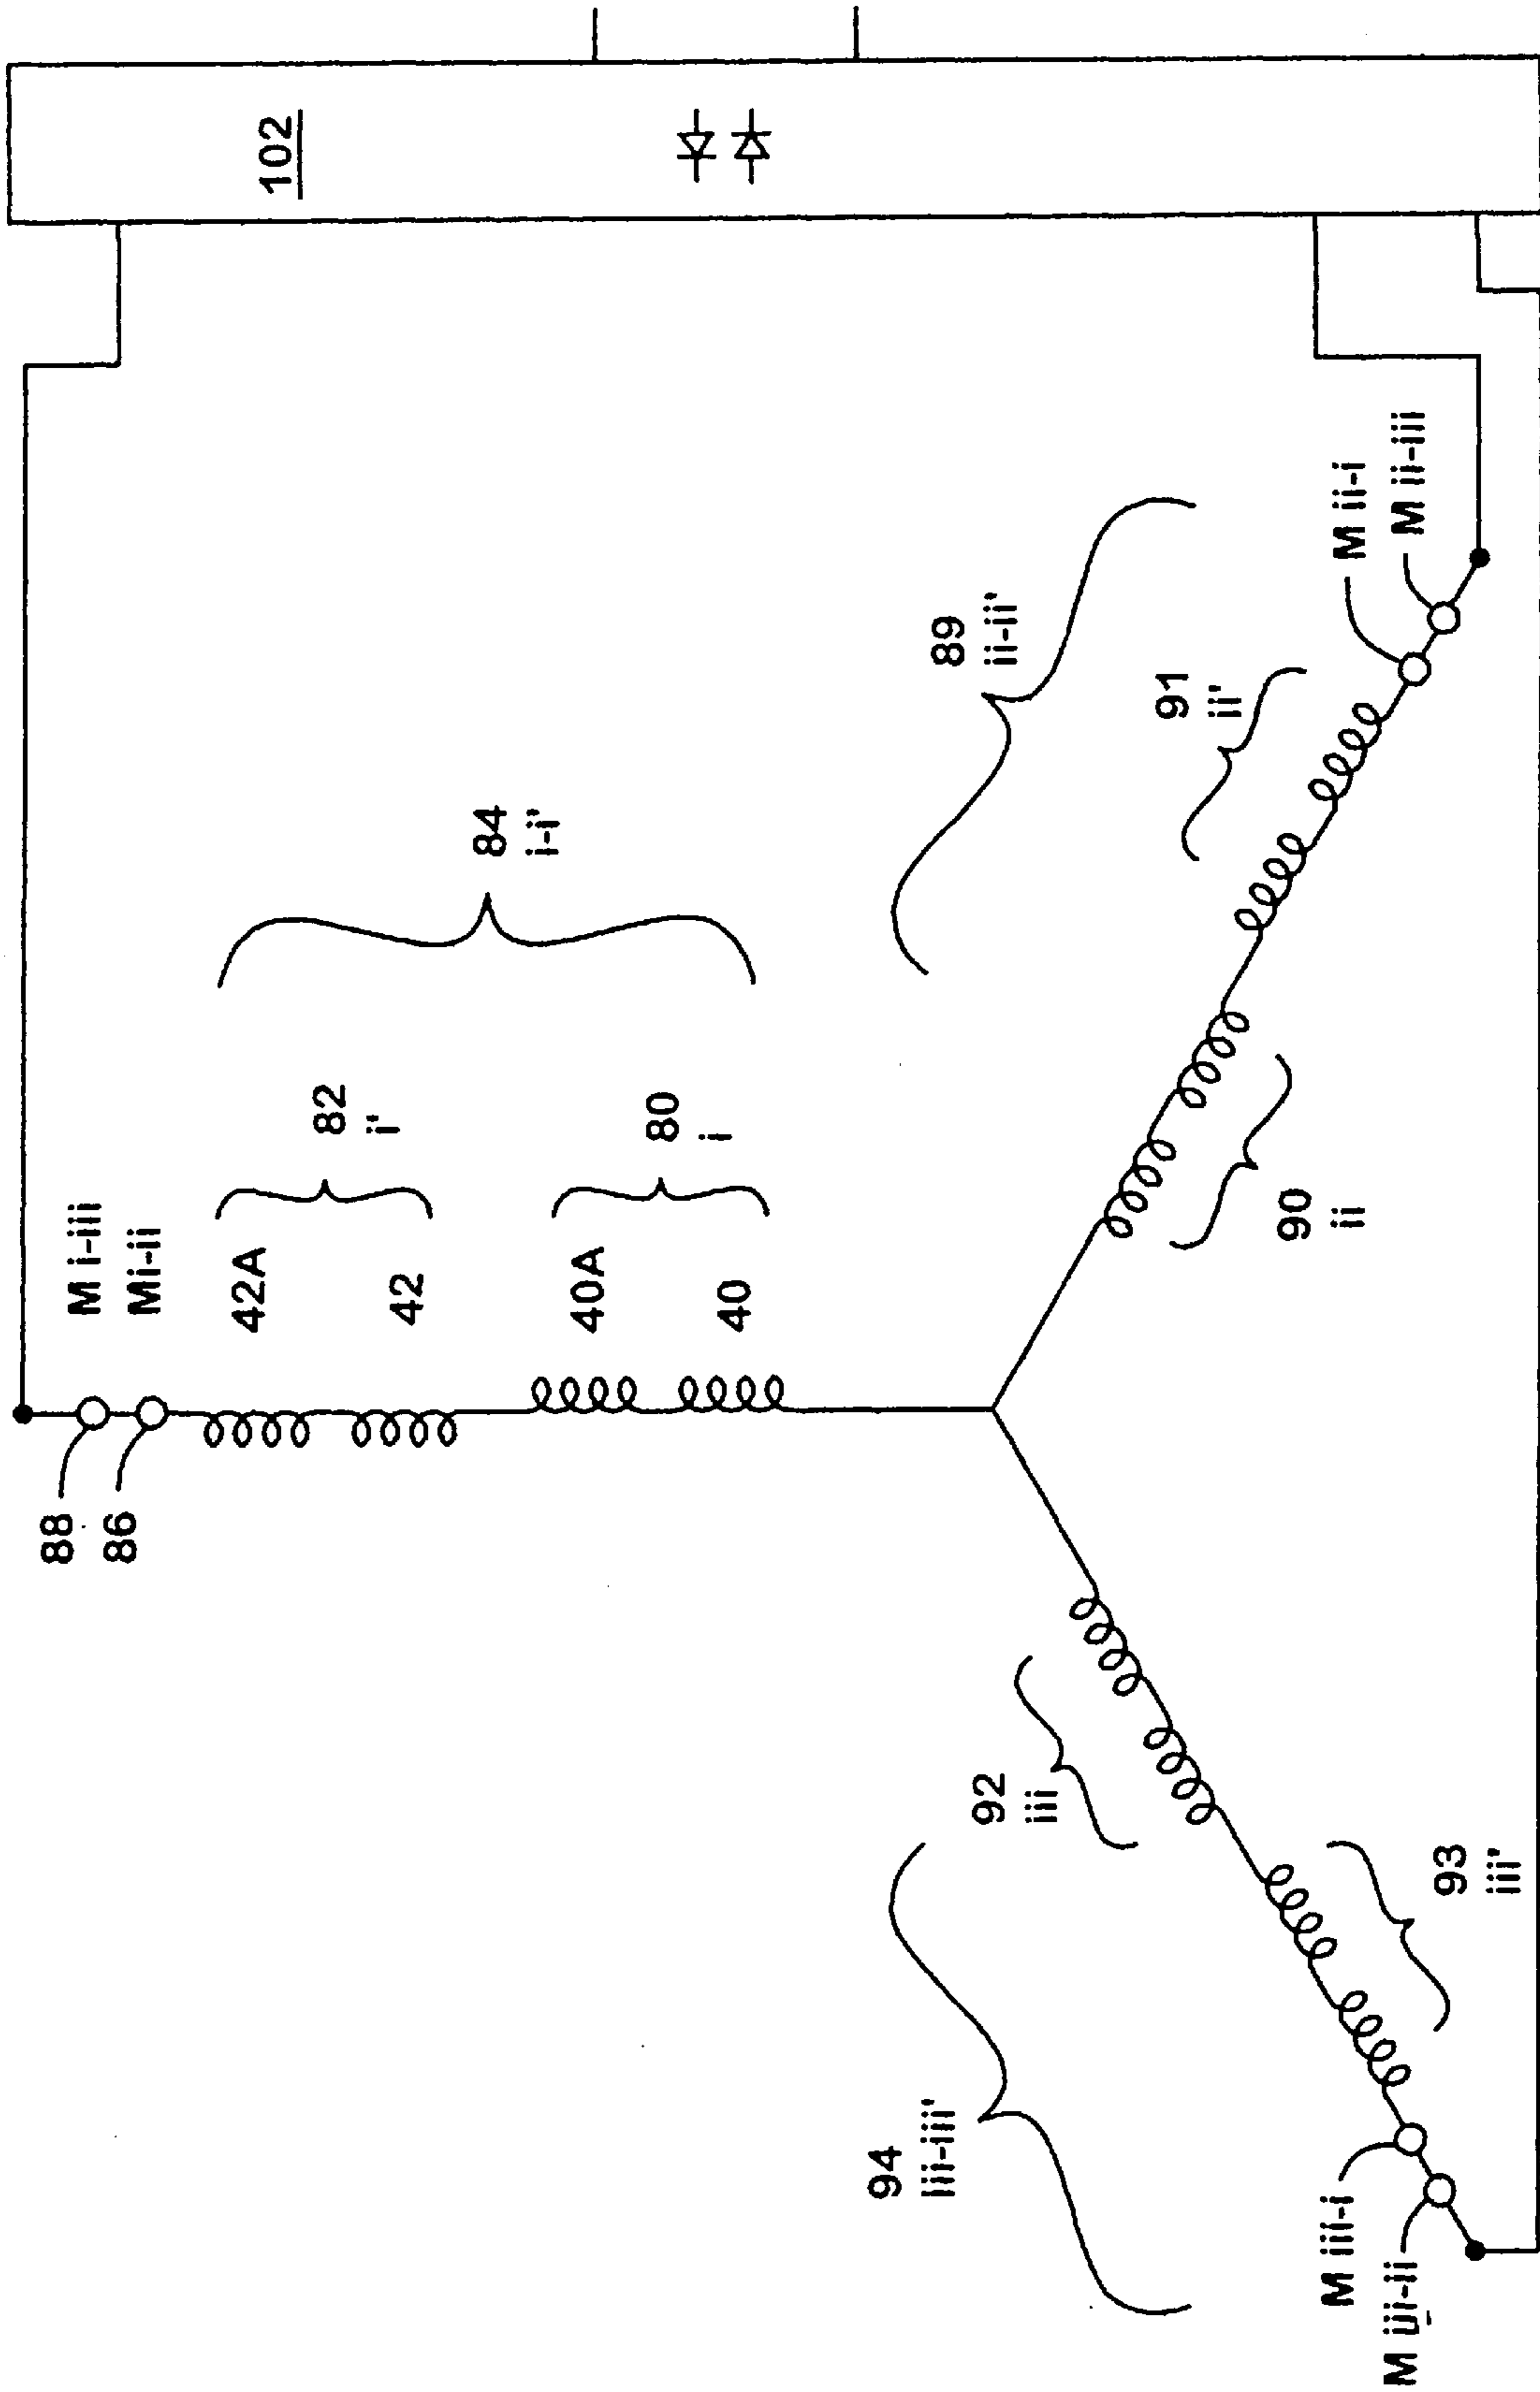 102
88
86
M i-iii
Mi-ii
42A
42
40A
40
82
i'
80
i
84
i-i'
89
ii-ii'
91
ii'
90
ii
M ii-i
M ii-iii
92
iii
93
iii'
94
iii-iii'
M iii-i
M iii-ii